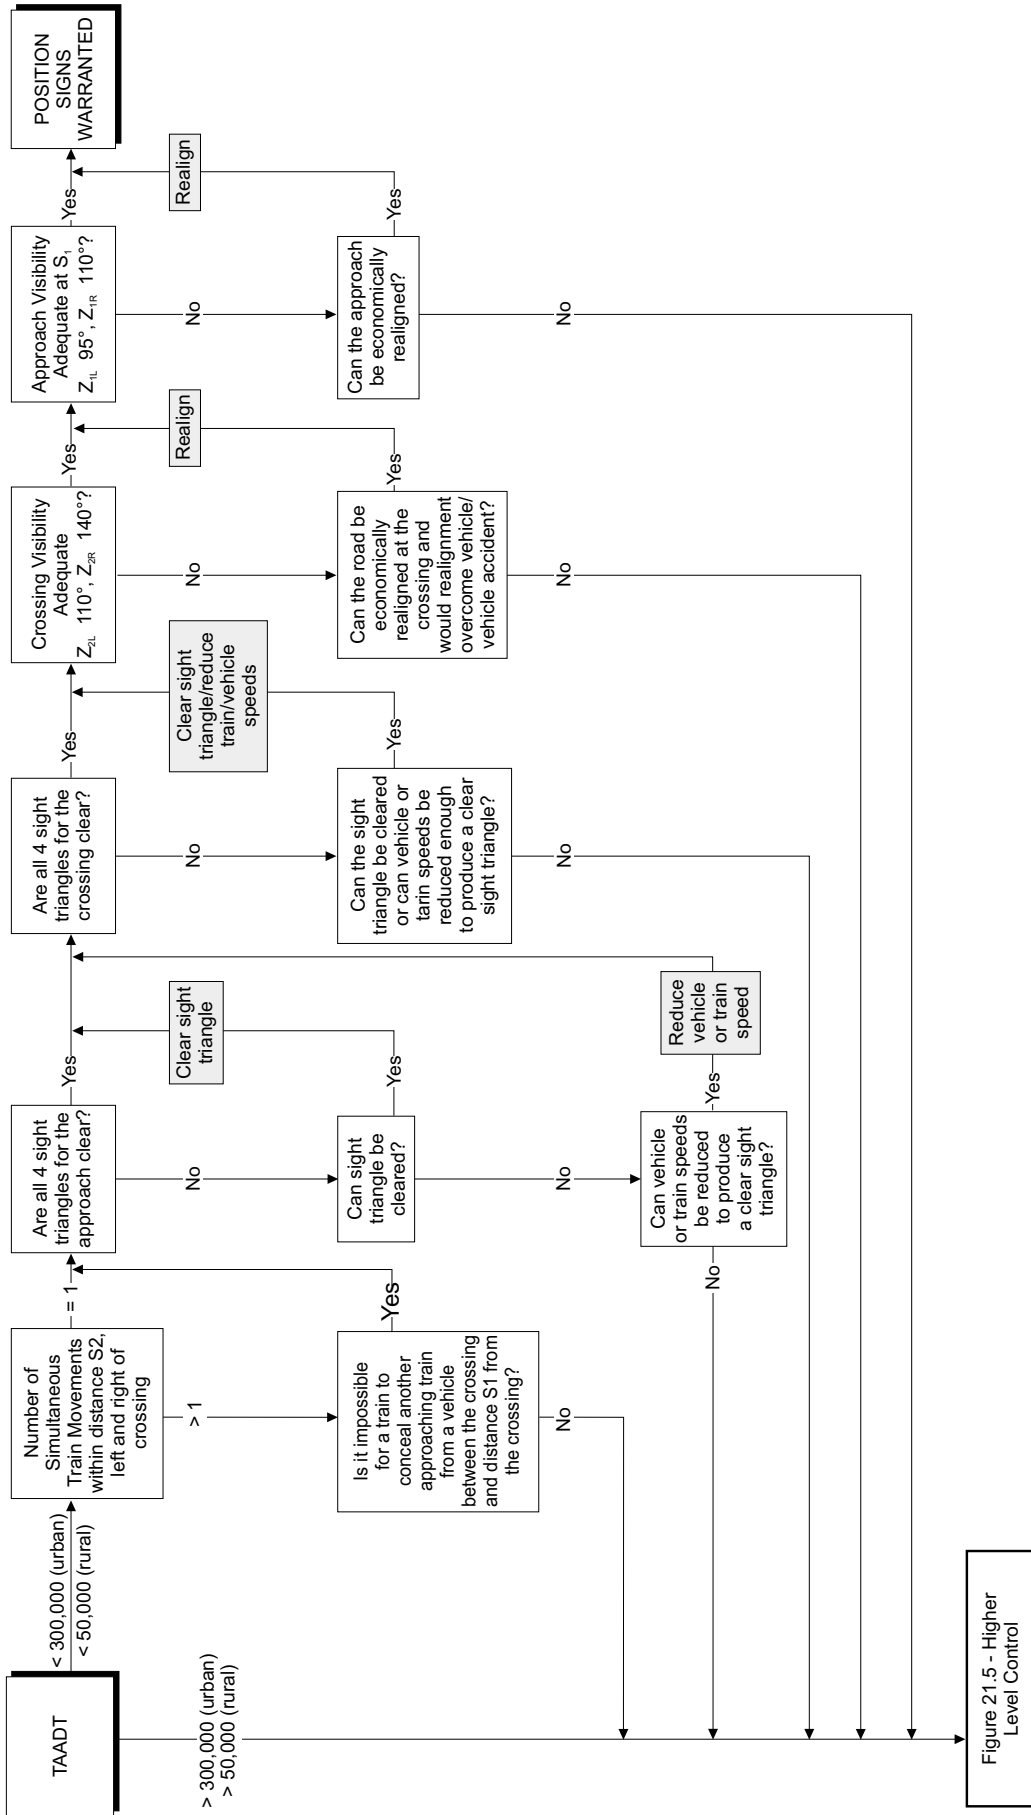 TAADT
< 300,000 (urban)
< 50,000 (rural)
> 300,000 (urban)
> 50,000 (rural)
Number of
Simultaneous
Train Movements
within distance S2,
left and right of
crossing
= 1
> 1
Is it impossible
for a train to
conceal another
approaching train
from a vehicle
between the crossing
and distance S1 from
the crossing?
Yes
No
Are all 4 sight
triangles for the
approach clear?
Yes
No
Clear sight
triangle
Can sight
triangle be
cleared?
Yes
No
Can vehicle
or train speeds
be reduced
to produce
a clear sight
triangle?
Yes
No
Reduce
vehicle
or train
speed
Are all 4 sight
triangles for the
crossing clear?
Yes
No
Clear sight
triangle/reduce
train/vehicle
speeds
Can the sight
triangle be cleared
or can vehicle or
tarin speeds be
reduced enough
to produce a clear
sight triangle?
Yes
No
Crossing Visibility
Adequate
Z2L 110°, Z2R 140°?
Yes
No
Realign
Can the road be
economically
realigned at the
crossing and
would realignment
overcome vehicle/
vehicle accident?
Yes
No
Approach Visibility
Adequate at S1
Z1L 95°, Z1R 110°?
Yes
No
Realign
Can the approach
be economically
realigned?
Yes
No
POSITION
SIGNS
WARRANTED
Figure 21.5 - Higher
Level Control